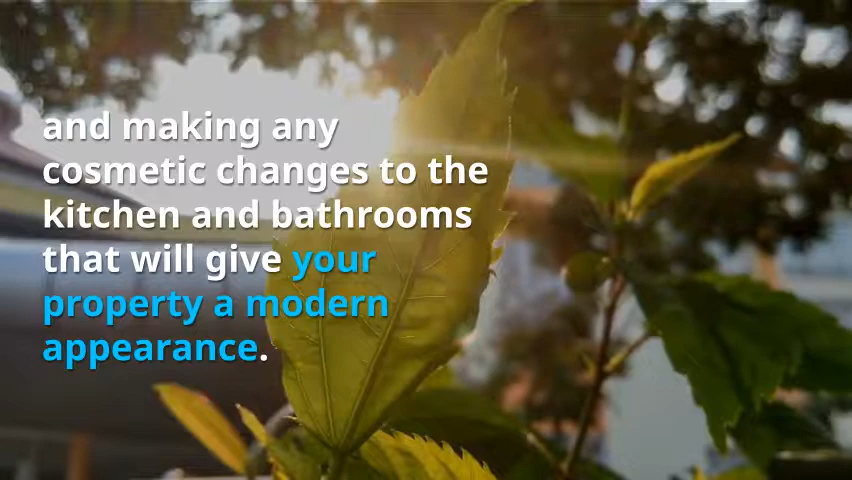 and making any
cosmetic changes to the
kitchen and bathrooms
that will give your
property a modern
appearance.